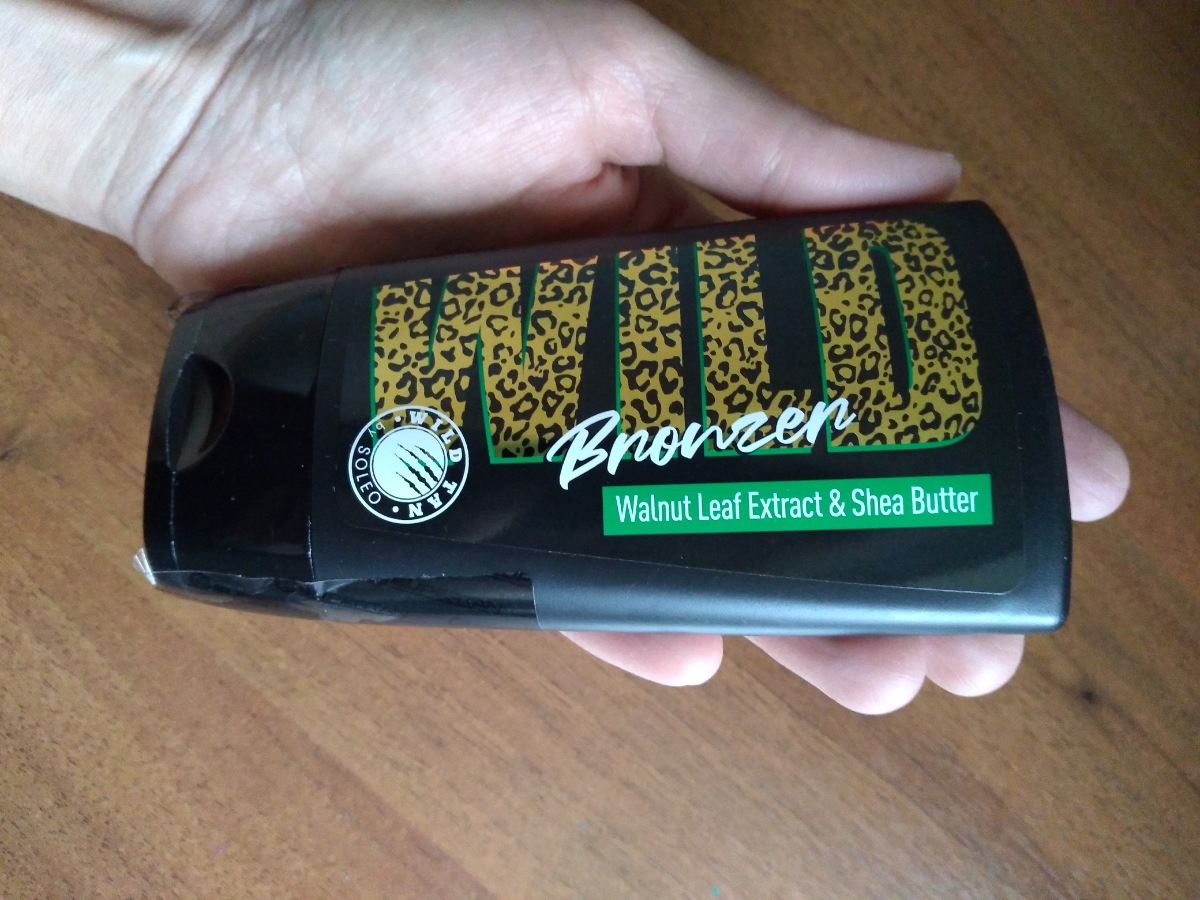 WILD
Bronzer
Walnut Leaf Extract & Shea Butter
WILD TAN
by SOLEO